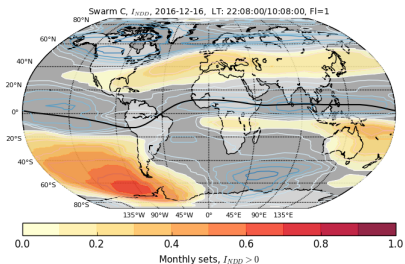 Swarm C, I_NDD, 2016-12-16, LT: 22:08:00/10:08:00, Fl=1
80°N
60°N
40°N
20°N
0°
20°S
40°S
60°S
80°S
135°W 90°W 45°W 0° 45°E 90°E 135°E
0.0 0.2 0.4 0.6 0.8 1.0
Monthly sets, I_NDD > 0